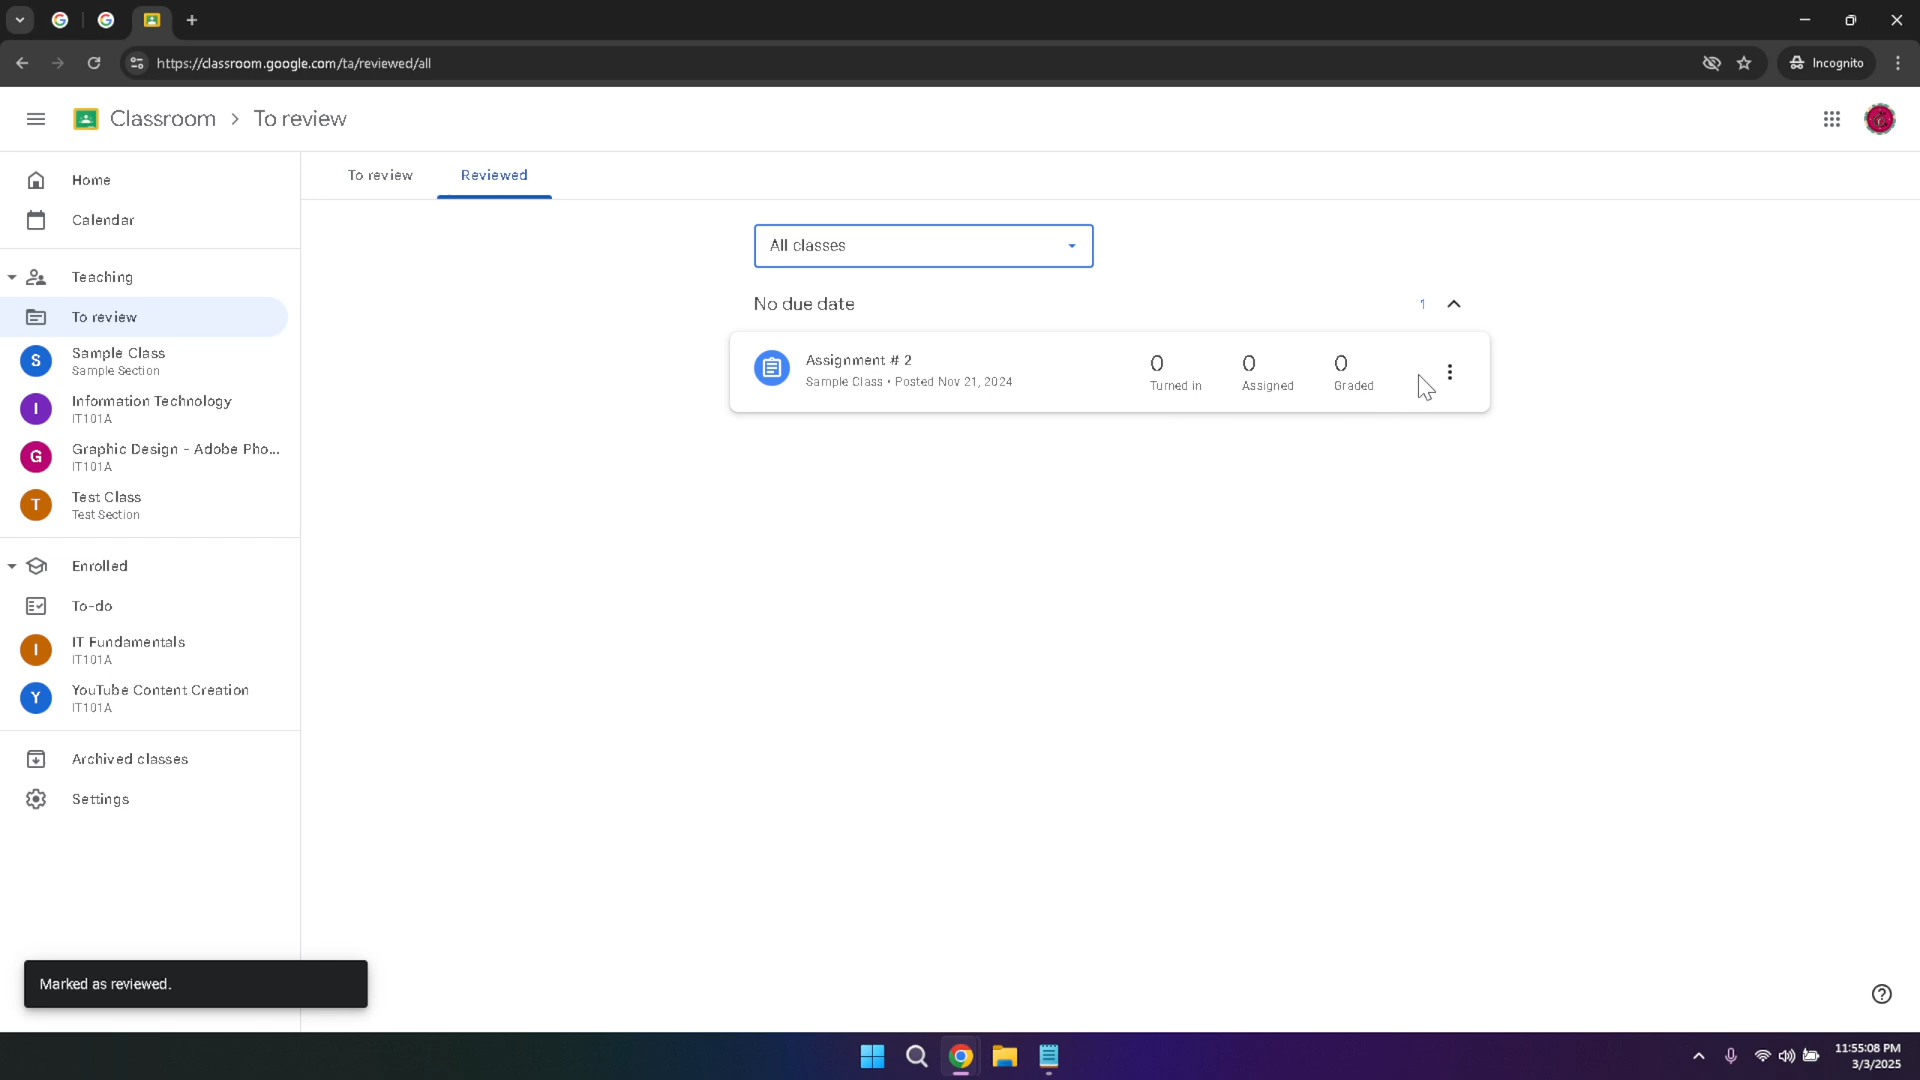 https://classroom.google.com/ta/reviewed/all
Incognito
Classroom > To review
Home
Calendar
Teaching
To review
S
Sample Class
Sample Section
I
Information Technology
IT101A
G
Graphic Design - Adobe Pho...
IT101A
T
Test Class
Test Section
Enrolled
To-do
I
IT Fundamentals
IT101A
Y
YouTube Content Creation
IT101A
Archived classes
Settings
To review Reviewed
All classes
No due date 1
Assignment # 2
Sample Class • Posted Nov 21, 2024
0 0 0
Turned in Assigned Graded
Marked as reviewed.
11:55:08 PM
3/3/2025